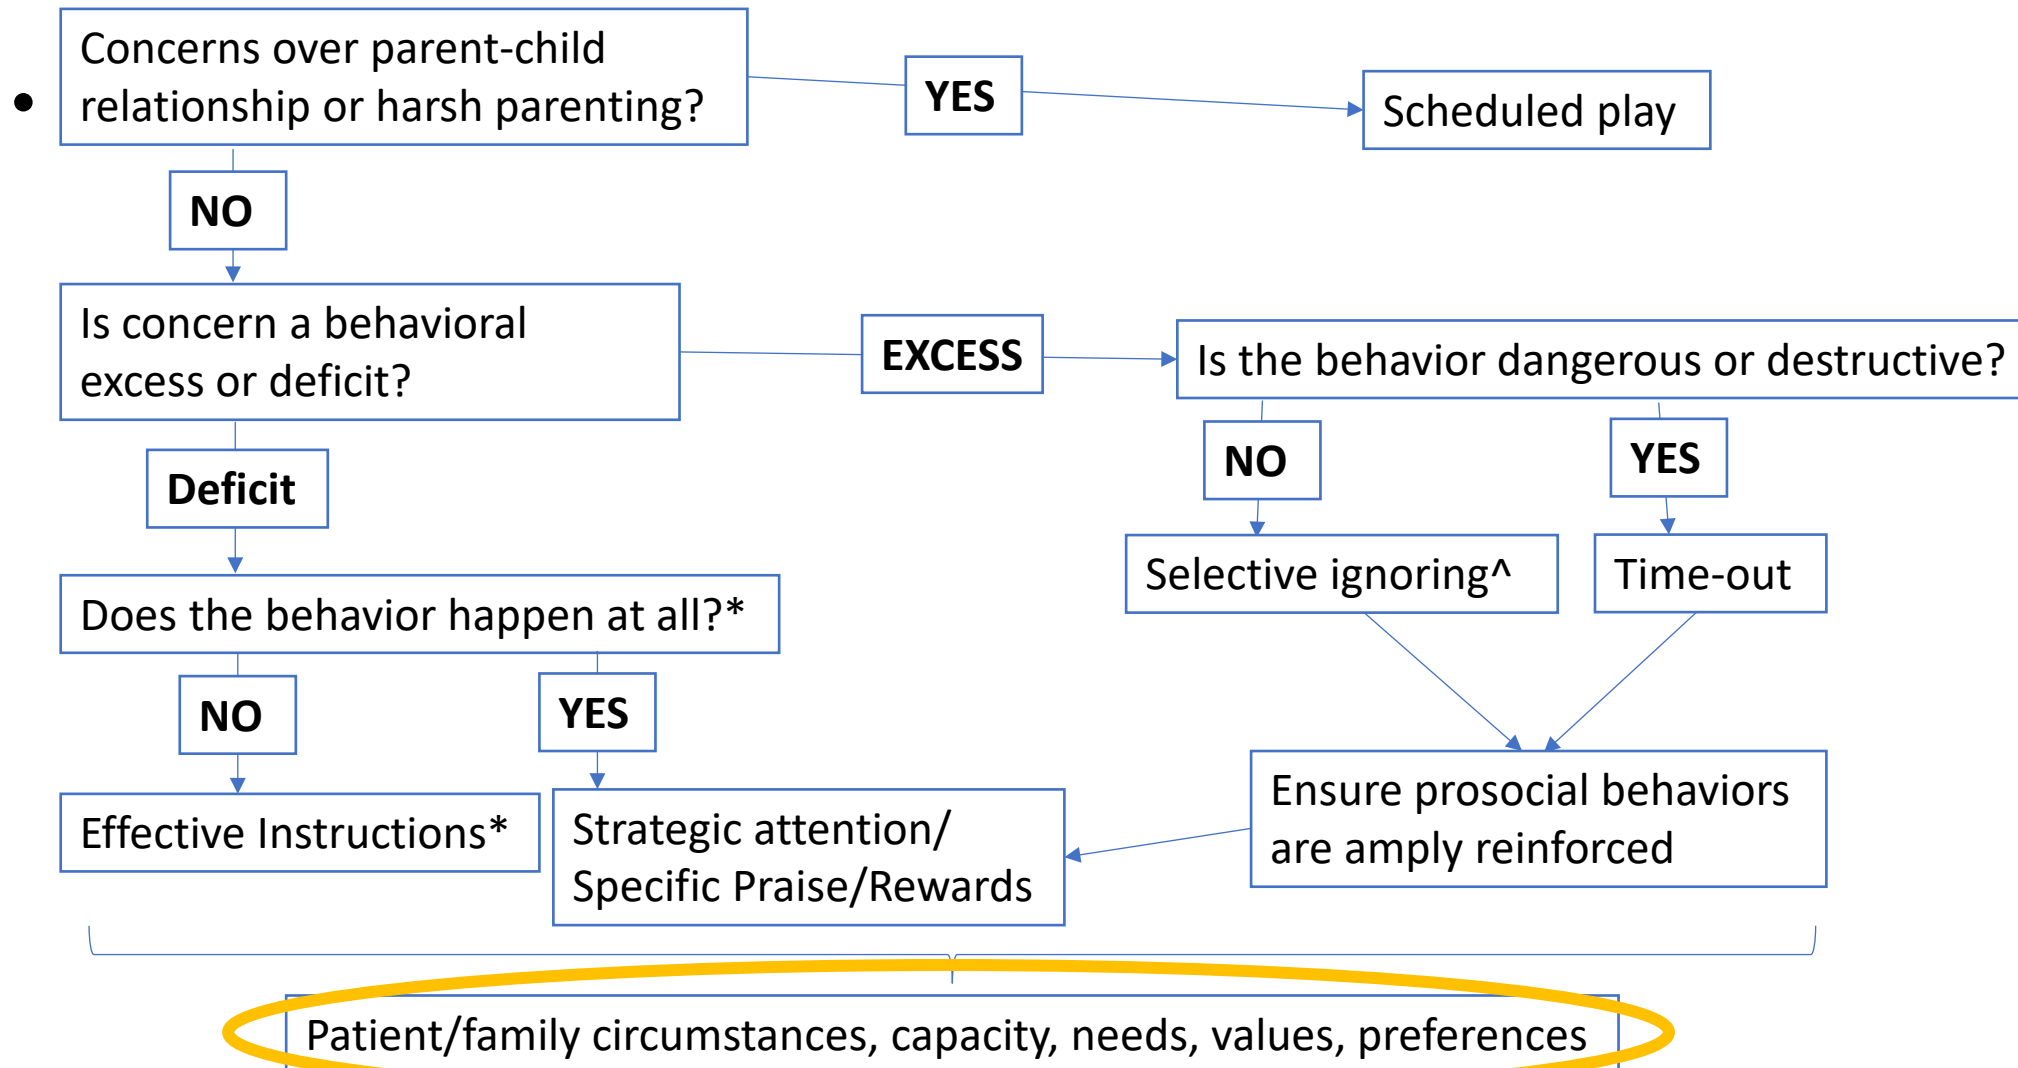 Concerns over parent-child
relationship or harsh parenting?
YES
Scheduled play
NO
Is concern a behavioral
excess or deficit?
EXCESS
Is the behavior dangerous or destructive?
Deficit
NO
YES
Selective ignoring^
Time-out
Does the behavior happen at all?*
NO
YES
Effective Instructions*
Strategic attention/
Specific Praise/Rewards
Ensure prosocial behaviors
are amply reinforced
Patient/family circumstances, capacity, needs, values, preferences